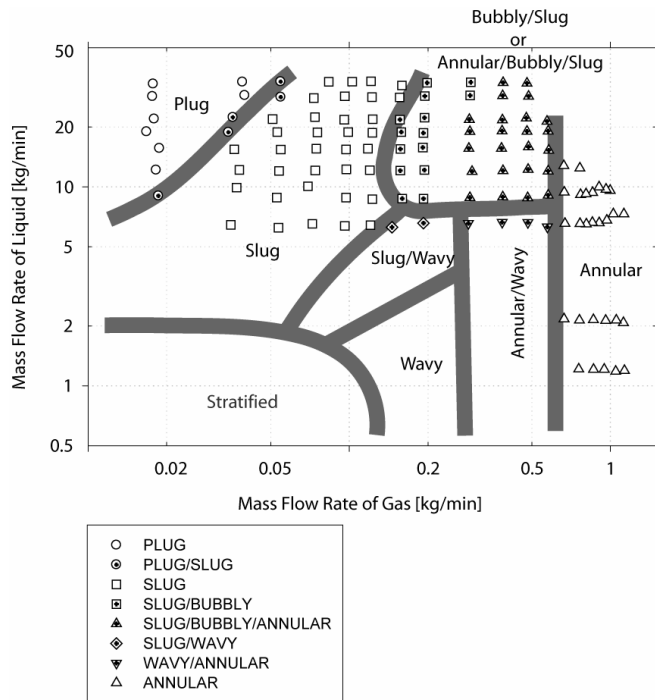 Bubbly/Slug
or
Annular/Bubbly/Slug
50
20
10
5
2
1
0.5
Mass Flow Rate of Liquid [kg/min]
Plug
Slug
Slug/Wavy
Annular/Wavy
Annular
Wavy
Stratified
0.02
0.05
0.2
0.5
1
Mass Flow Rate of Gas [kg/min]
PLUG
PLUG/SLUG
SLUG
SLUG/BUBBLY
SLUG/BUBBLY/ANNULAR
SLUG/WAVY
WAVY/ANNULAR
ANNULAR